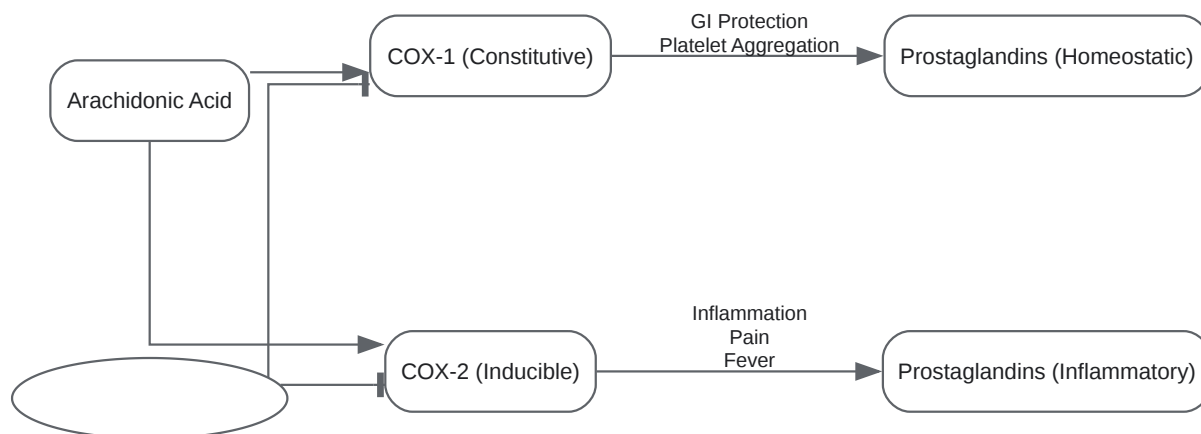 GI Protection
Platelet Aggregation
COX-1 (Constitutive)
Prostaglandins (Homeostatic)
Arachidonic Acid
Inflammation
Pain
Fever
COX-2 (Inducible)
Prostaglandins (Inflammatory)